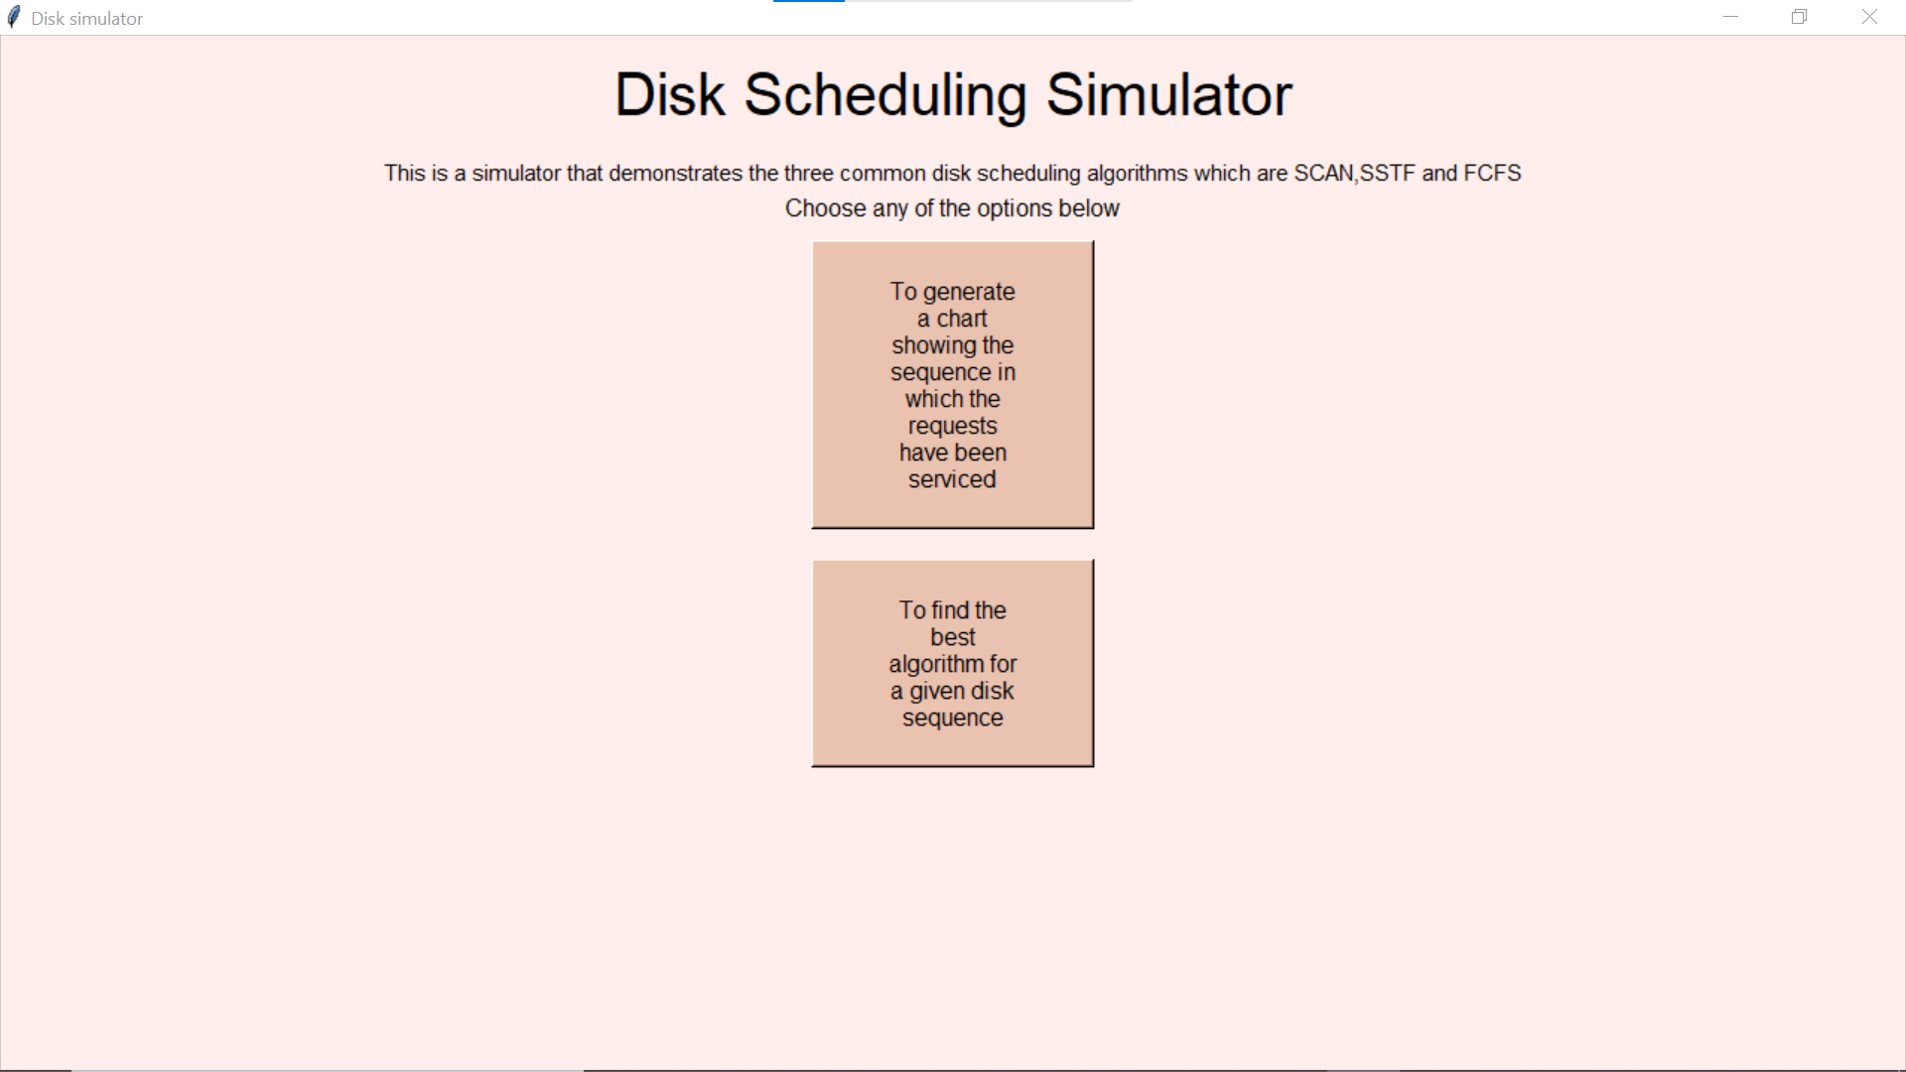 Disk simulator
Disk Scheduling Simulator
This is a simulator that demonstrates the three common disk scheduling algorithms which are SCAN,SSTF and FCFS
Choose any of the options below
To generate
a chart
showing the
sequence in
which the
requests
have been
serviced
To find the
best
algorithm for
a given disk
sequence